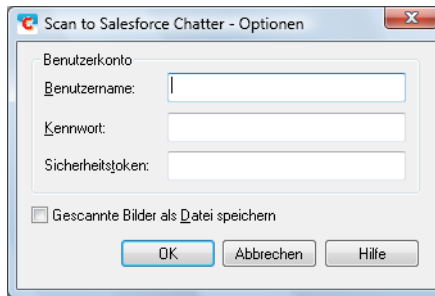 Scan to Salesforce Chatter - Optionen
Benutzerkonto
Benutzername:
Kennwort:
Sicherheitstoken:
Gescannte Bilder als Datei speichern
OK Abbrechen Hilfe